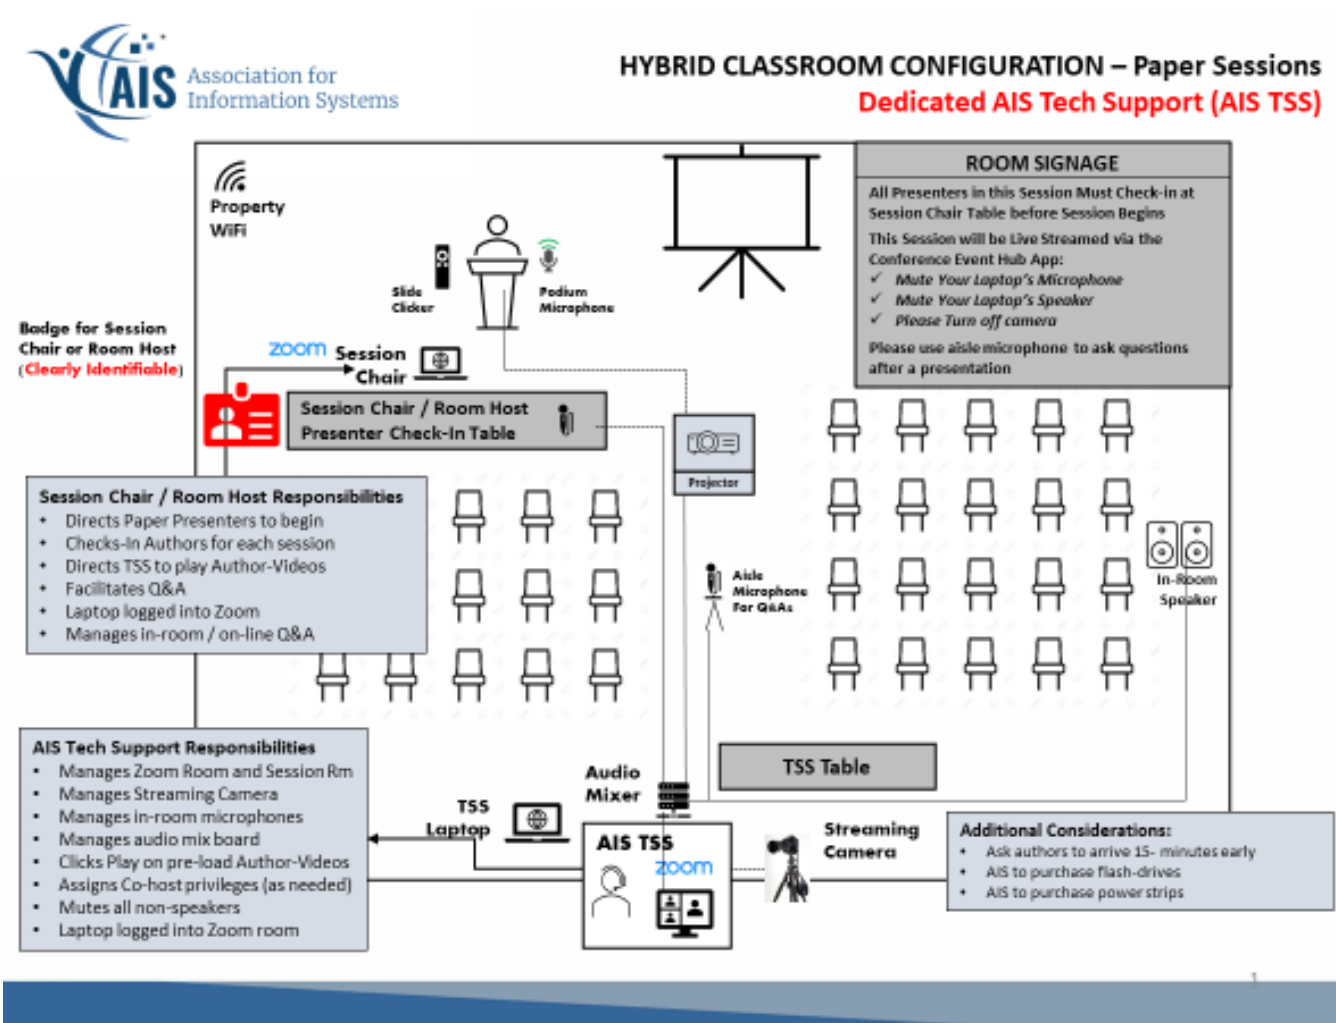 AIS
Association for
Information Systems
HYBRID CLASSROOM CONFIGURATION – Paper Sessions
Dedicated AIS Tech Support (AIS TSS)
Property
WiFi
Slide
Clicker
Podium
Microphone
ROOM SIGNAGE
All Presenters in this Session Must Check-in at
Session Chair Table before Session Begins
This Session will be Live Streamed via the
Conference Event Hub App:
✓ Mute Your Laptop's Microphone
✓ Mute Your Laptop's Speaker
✓ Please Turn off camera
Please use aisle microphone to ask questions
after a presentation
Badge for Session
Chair or Room Host
(Clearly Identifiable)
zoom
Session
Chair
Session Chair / Room Host
Presenter Check-In Table
Projector
Session Chair / Room Host Responsibilities
• Directs Paper Presenters to begin
• Checks-In Authors for each session
• Directs TSS to play Author-Videos
• Facilitates Q&A
• Laptop logged into Zoom
• Manages in-room / on-line Q&A
Aisle
Microphone
For Q&As
In-Room
Speaker
AIS Tech Support Responsibilities
• Manages Zoom Room and Session Rm
• Manages Streaming Camera
• Manages in-room microphones
• Manages audio mix board
• Clicks Play on pre-load Author-Videos
• Assigns Co-host privileges (as needed)
• Mutes all non-speakers
• Laptop logged into Zoom room
TSS
Laptop
Audio
Mixer
TSS Table
AIS TSS
zoom
Streaming
Camera
Additional Considerations:
• Ask authors to arrive 15- minutes early
• AIS to purchase flash-drives
• AIS to purchase power strips
1